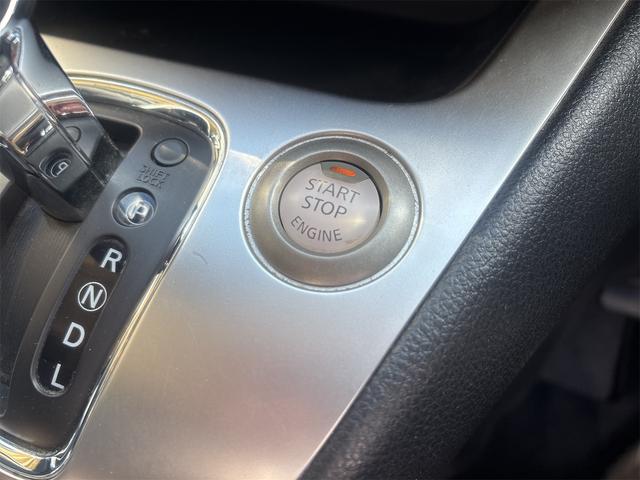 START
STOP
ENGINE
SHIFT
LOCK
P
R
N
D
L